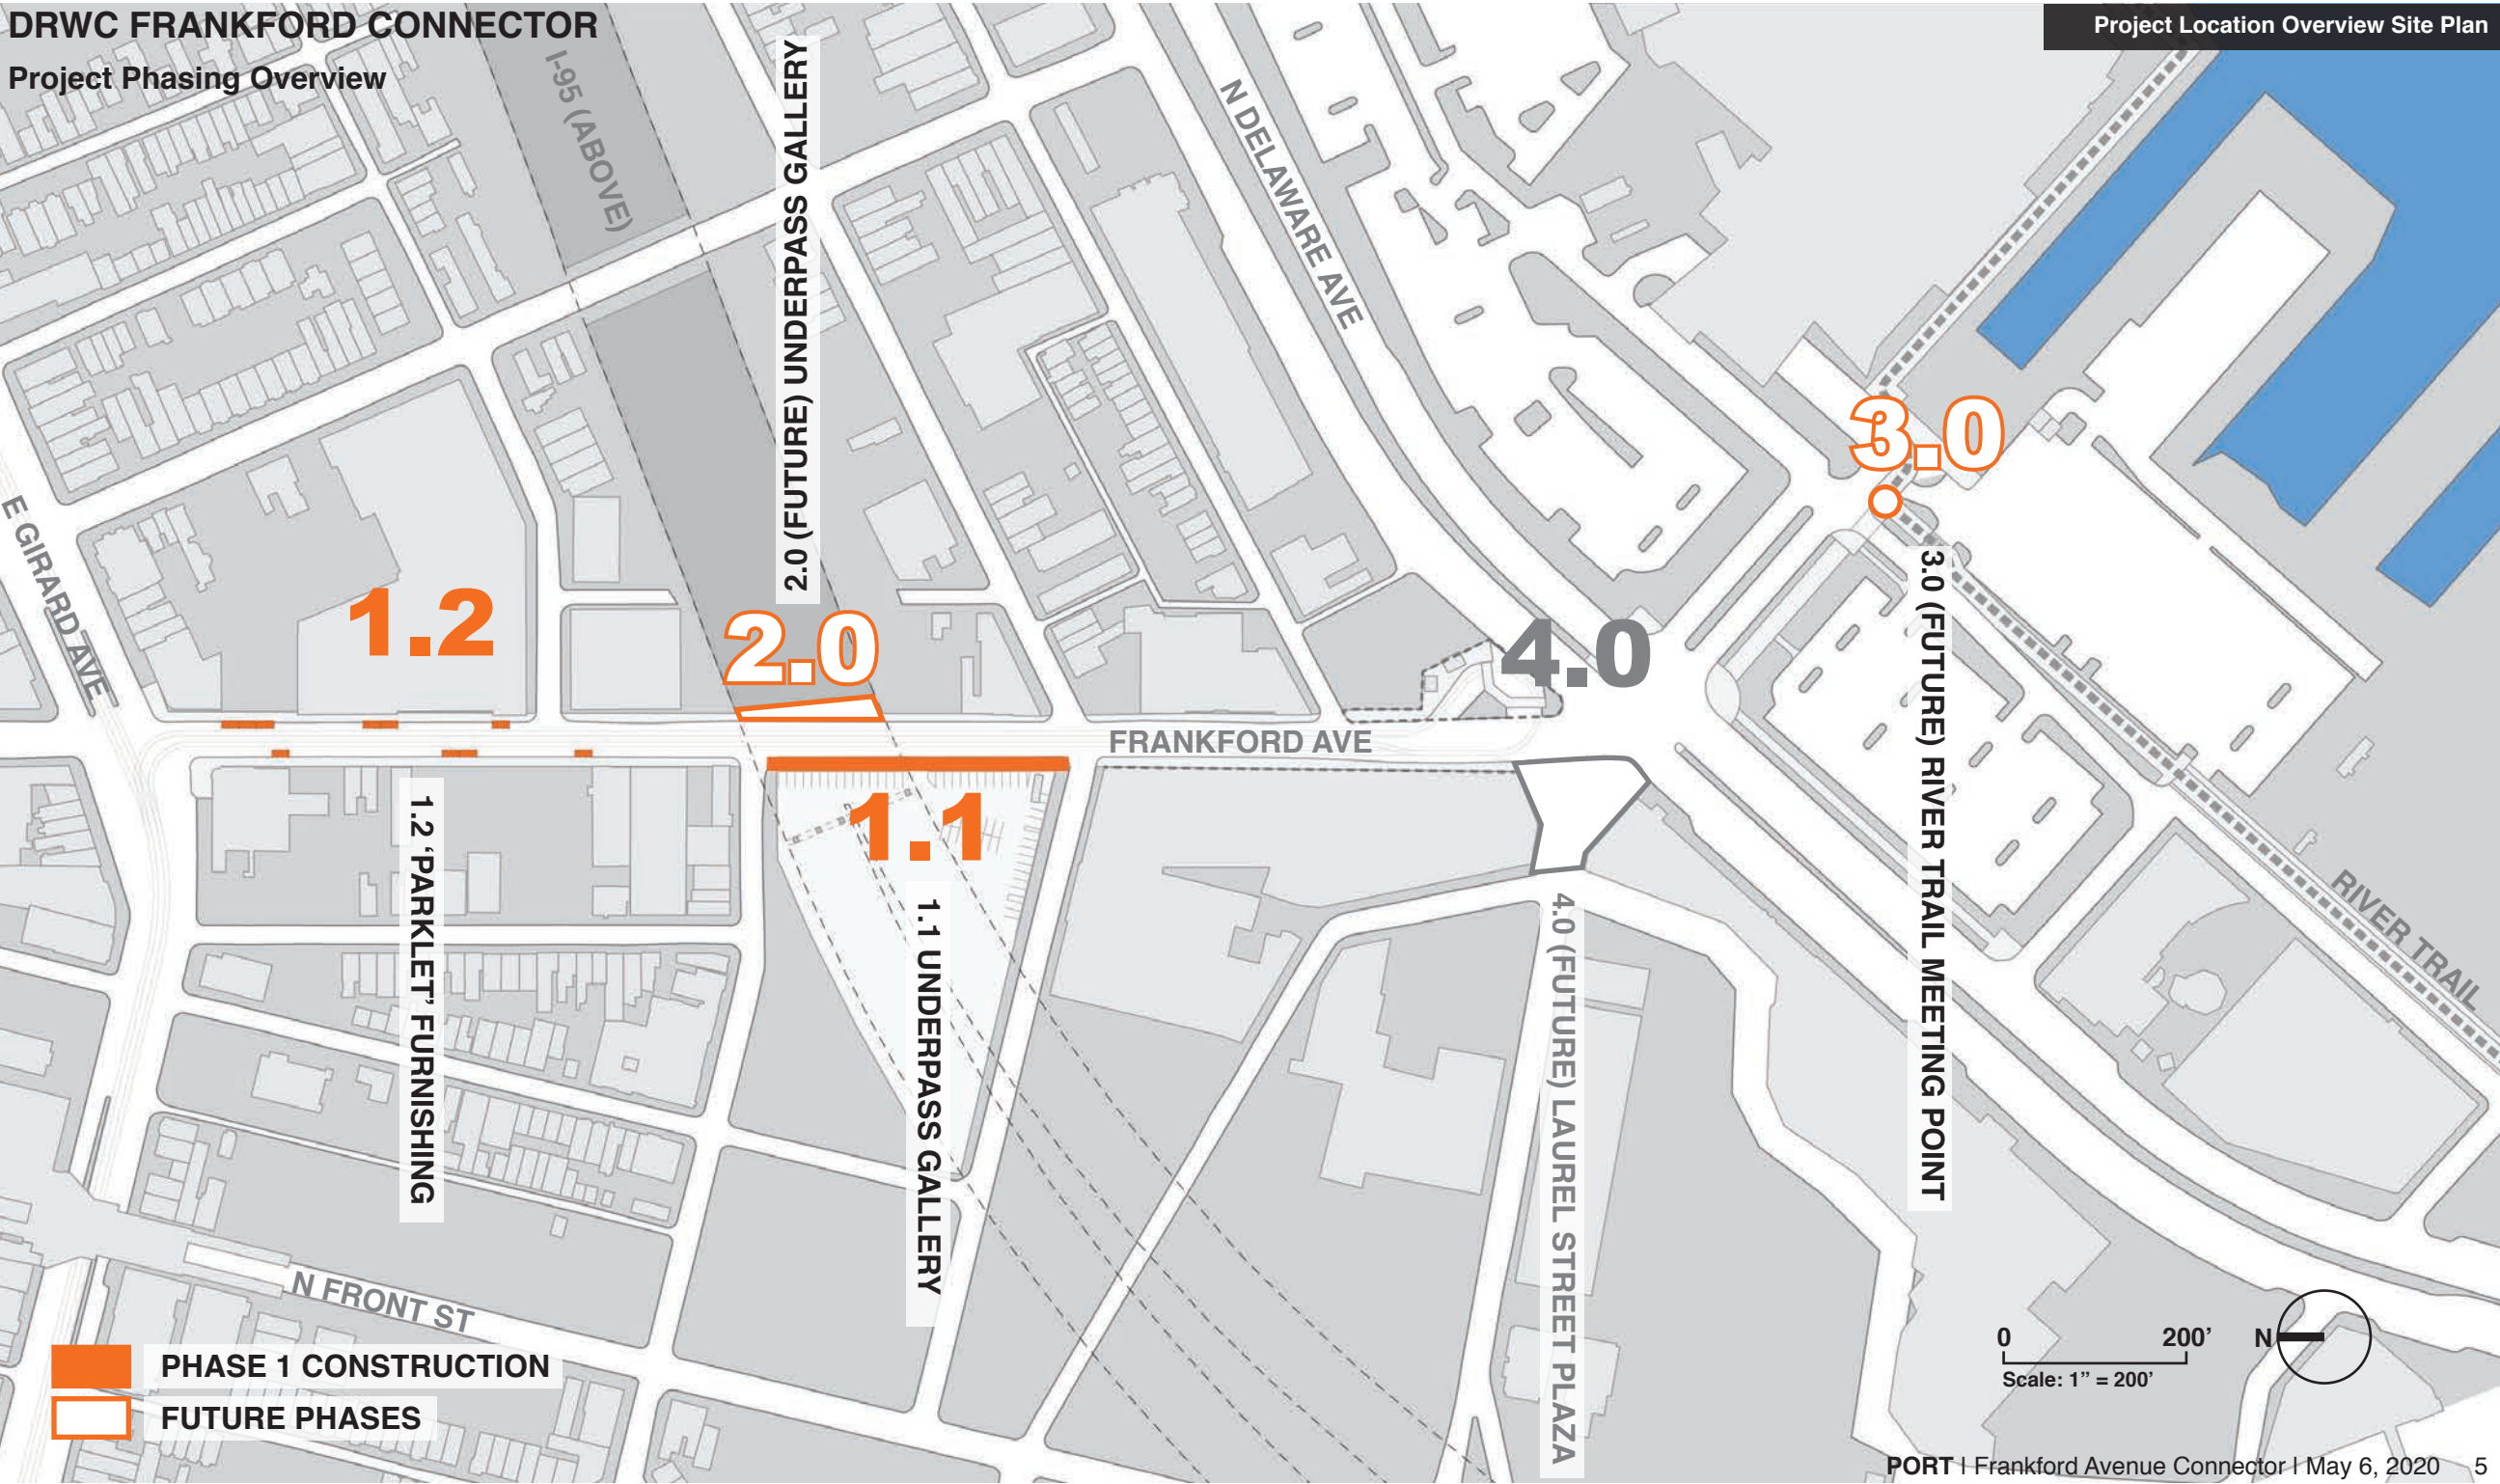 DRWC FRANKFORD CONNECTOR
Project Phasing Overview
Project Location Overview Site Plan
I-95 (ABOVE)
2.0 (FUTURE) UNDERPASS GALLERY
N DELAWARE AVE
3.0
E GIRARD AVE
1.2
2.0
4.0
3.0 (FUTURE) RIVER TRAIL MEETING POINT
FRANKFORD AVE
1.1
1.2 ‘PARKLET’ FURNISHING
1.1 UNDERPASS GALLERY
4.0 (FUTURE) LAUREL STREET PLAZA
RIVER TRAIL
N FRONT ST
PHASE 1 CONSTRUCTION
FUTURE PHASES
0 200’
Scale: 1” = 200’
N
PORT | Frankford Avenue Connector | May 6, 2020 5